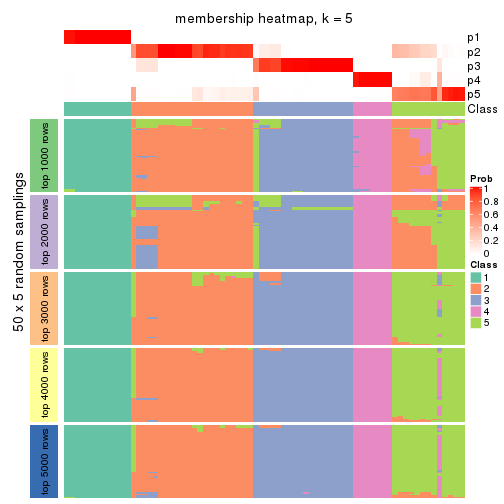 membership heatmap, k = 5
p1
p2
p3
p4
p5
Class
50 x 5 random samplings
top 1000 rows
top 2000 rows
top 3000 rows
top 4000 rows
top 5000 rows
Prob
1
0.8
0.6
0.4
0.2
0
Class
1
2
3
4
5